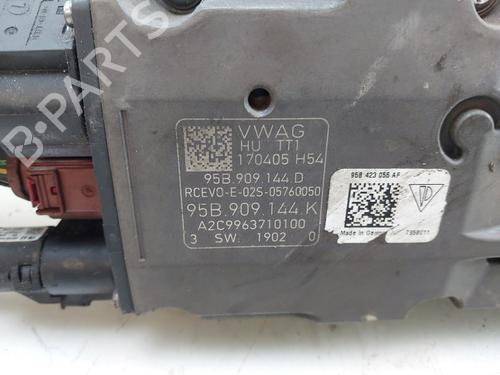 VWAG
HU TT1
170405 H54
95B.909.144.D
RCEVO-E-02S-05760050
95B.909.144.K
A2C9963710100
3 SW. 1902 0
95B 423 055 AF
Made in Germany